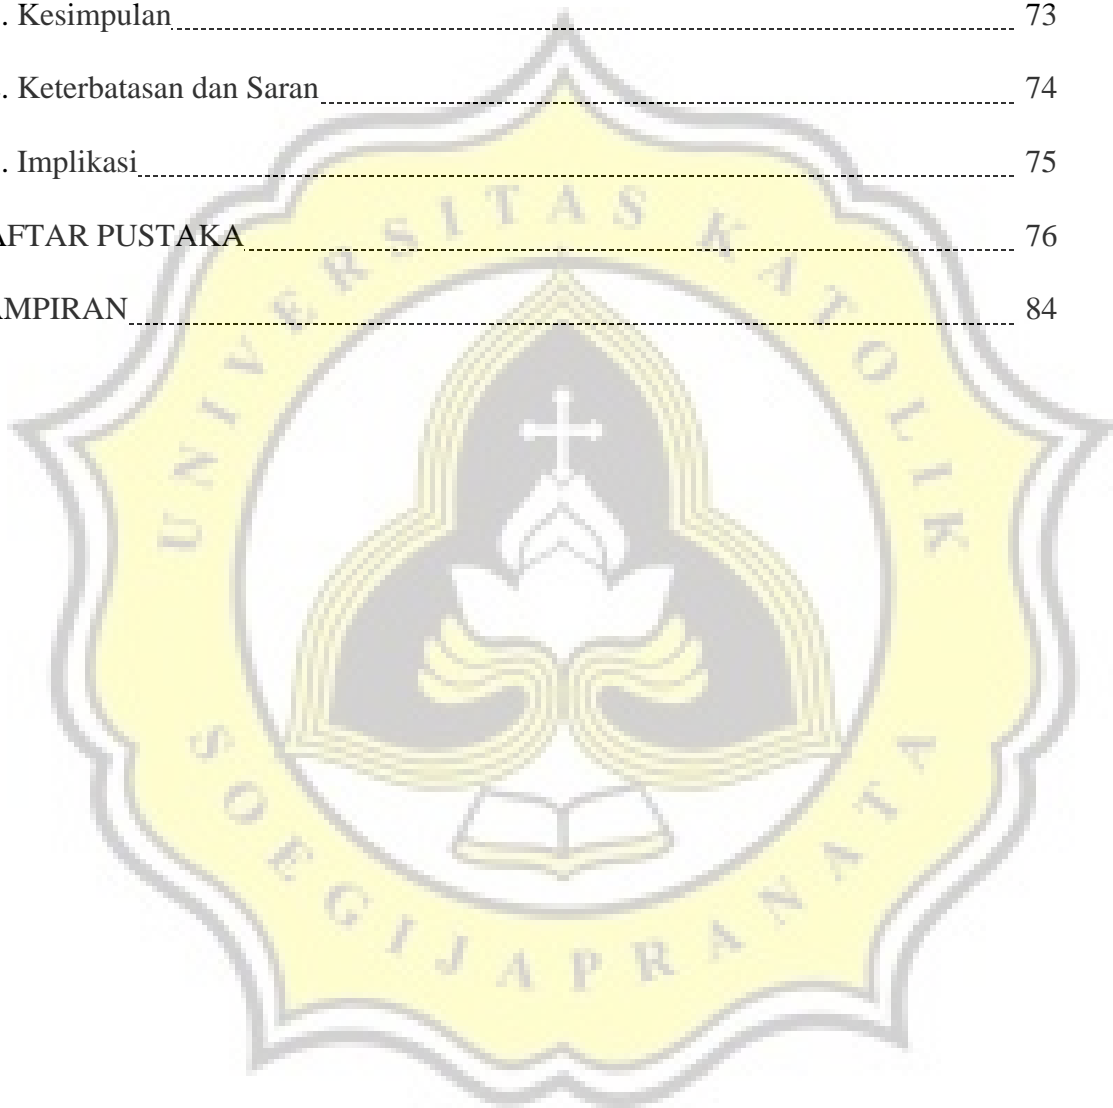 . Kesimpulan 73
. Keterbatasan dan Saran 74
. Implikasi 75
AFTAR PUSTAKA 76
AMPIRAN 84
UNIVERSITAS KATOLIK
SOEGIJAPRANATA